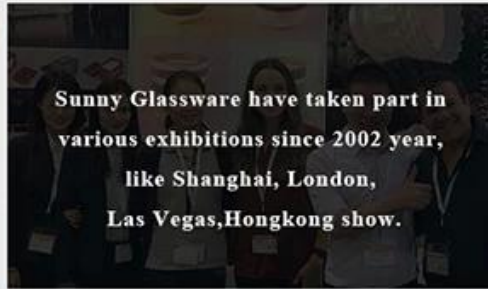 Sunny Glassware have taken part in
various exhibitions since 2002 year,
like Shanghai, London,
Las Vegas,Hongkong show.